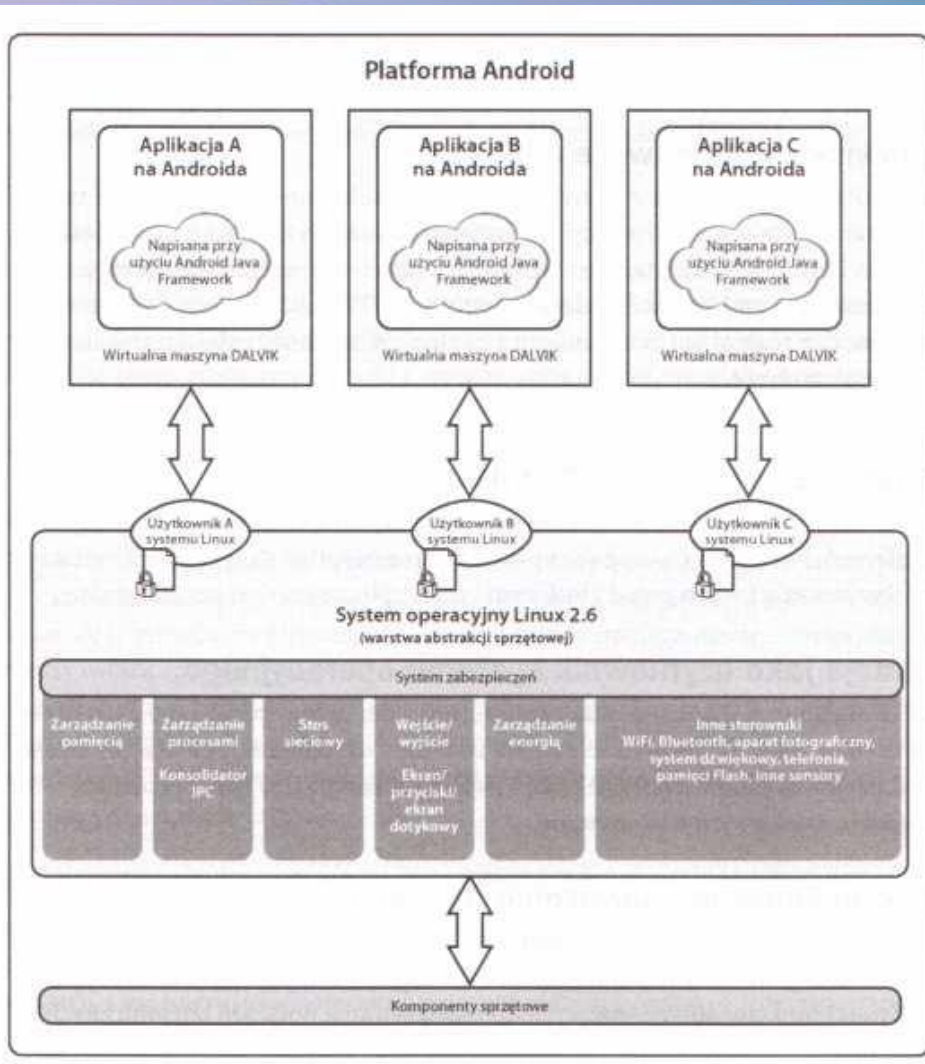 Platforma Android
Aplikacja A
na Androida
Napisana przy
użyciu Android Java
Framework
Wirtualna maszyna DALVIK
Aplikacja B
na Androida
Napisana przy
użyciu Android Java
Framework
Wirtualna maszyna DALVIK
Aplikacja C
na Androida
Napisana przy
użyciu Android Java
Framework
Wirtualna maszyna DALVIK
Użytkownik A
systemu Linux
Użytkownik B
systemu Linux
Użytkownik C
systemu Linux
System operacyjny Linux 2.6
(warstwa abstrakcji sprzętowej)
System zabezpieczeń
Zarządzanie
pamięcią
Zarządzanie
procesami
Konsolidator
IPC
Stos
sieciowy
Wejście/
wyjście
Ekran/
przyciski/
ekran
dotykowy
Zarządzanie
energią
Inne sterowniki
WiFi, Bluetooth, aparat fotograficzny,
system dźwiękowy, telefonia,
pamięci Flash, inne sensory
Komponenty sprzętowe